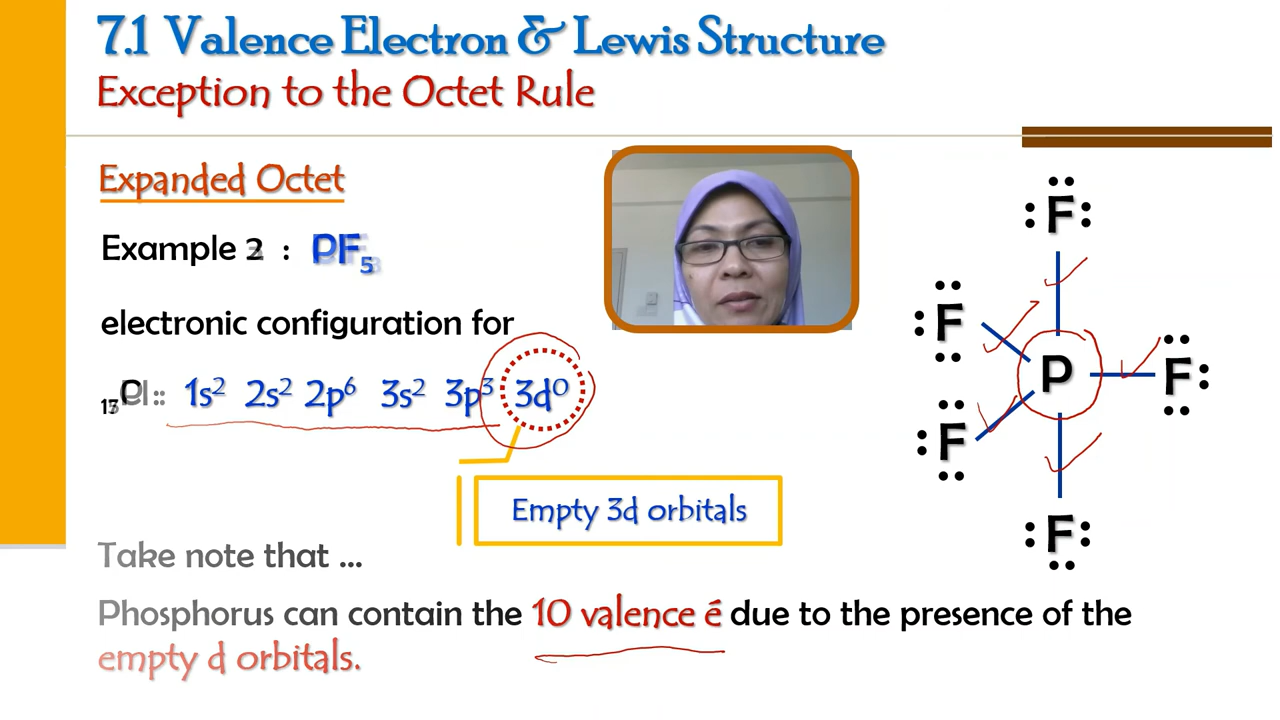 7.1 Valence Electron & Lewis Structure
Exception to the Octet Rule
Expanded Octet
Example 2 : PF5
electronic configuration for
1s² 2s² 2p⁶ 3s² 3p³ 3d⁰
Empty 3d orbitals
Take note that ...
Phosphorus can contain the 10 valence é due to the presence of the
empty d orbitals.
F
F
P
F
F
F